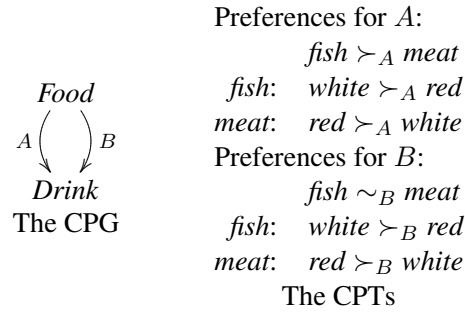 Food
A B
Drink
The CPG
Preferences for A:
fish ≻A meat
fish: white ≻A red
meat: red ≻A white
Preferences for B:
fish ∼B meat
fish: white ≻B red
meat: red ≻B white
The CPTs